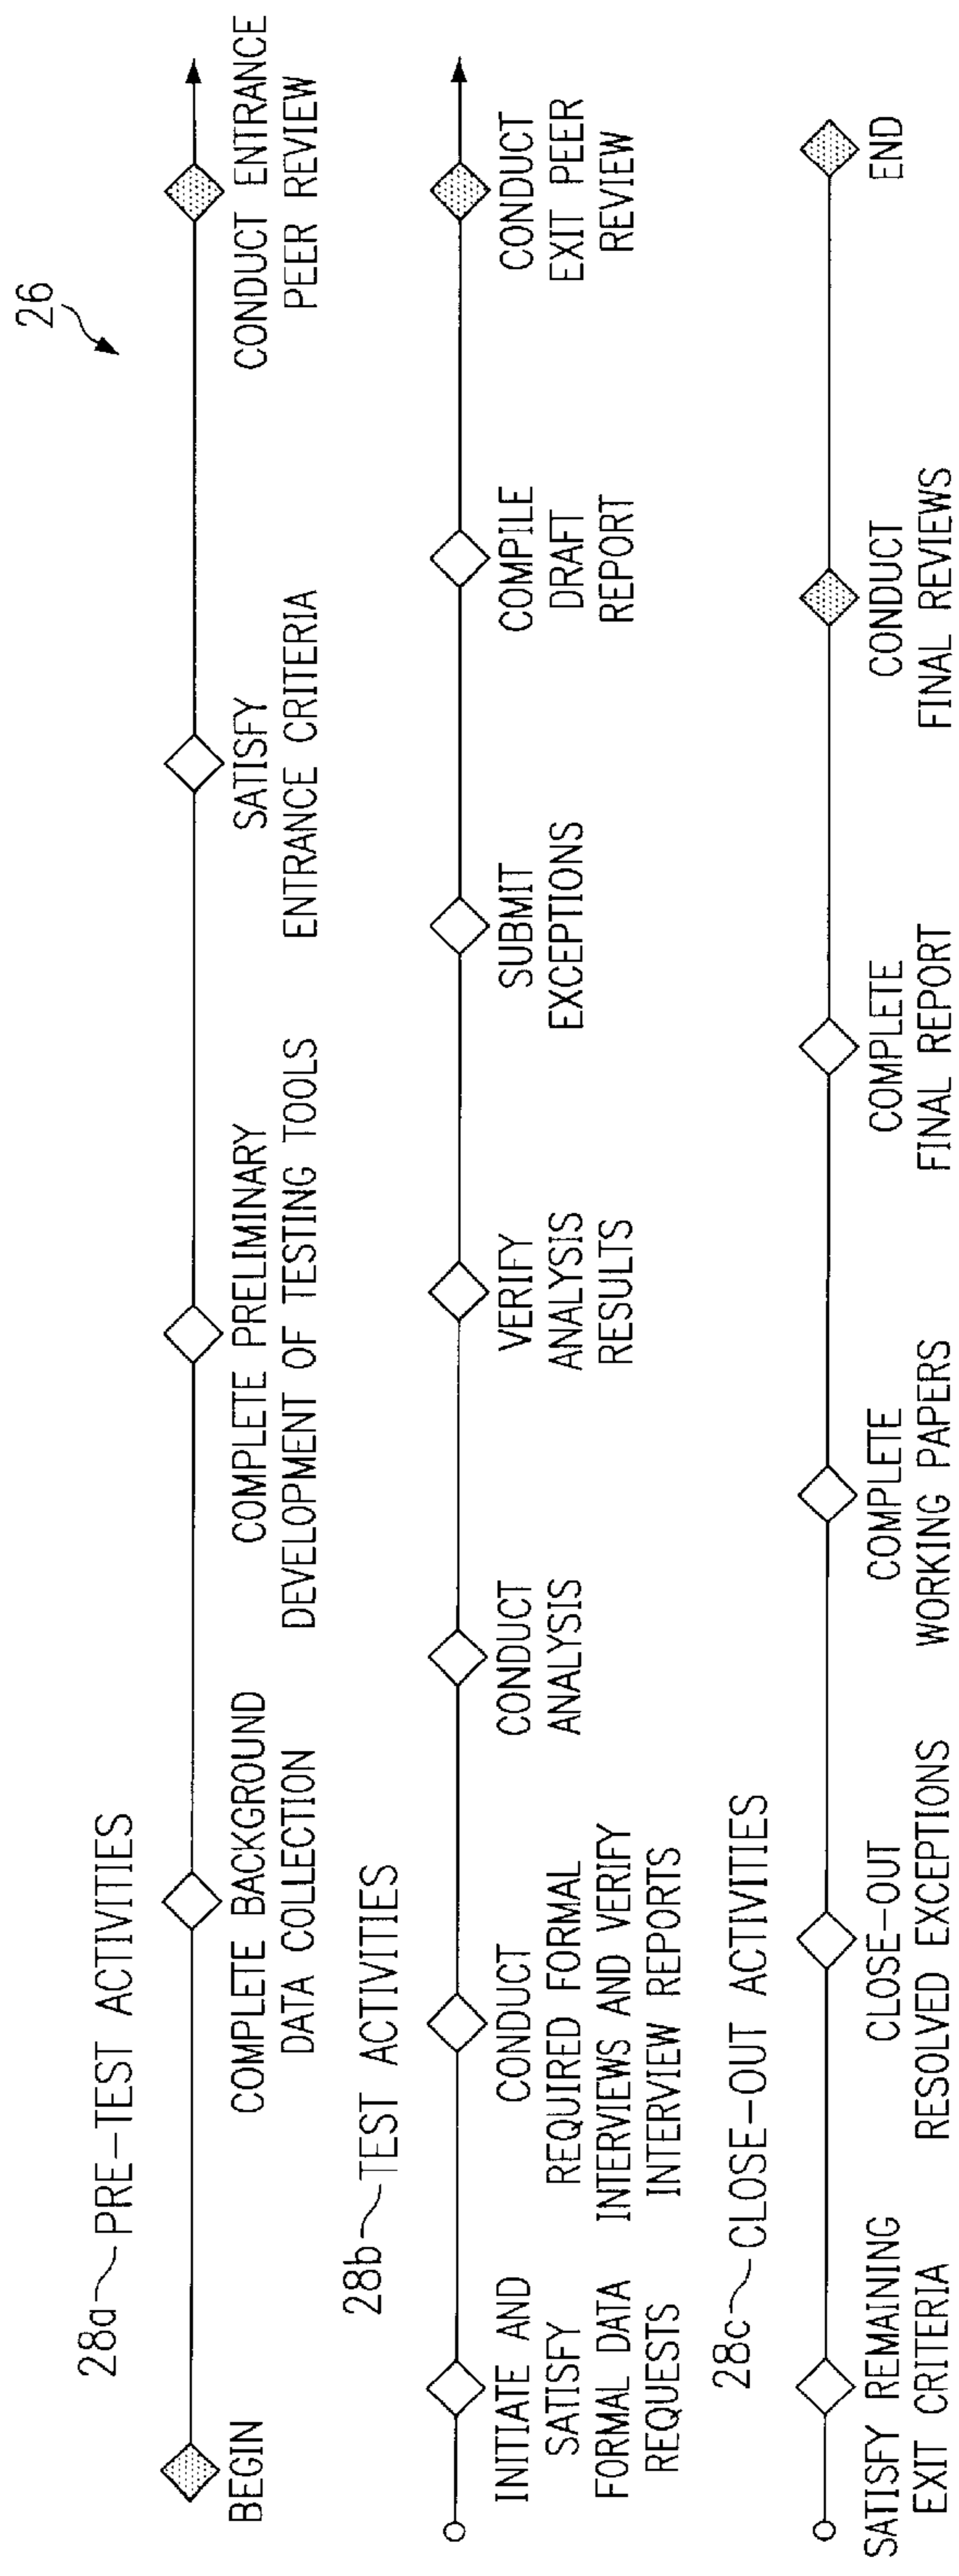 26
28a
PRE-TEST ACTIVITIES
BEGIN
COMPLETE BACKGROUND
DATA COLLECTION
COMPLETE PRELIMINARY
DEVELOPMENT OF TESTING TOOLS
SATISFY
ENTRANCE CRITERIA
CONDUCT ENTRANCE
PEER REVIEW
28b
TEST ACTIVITIES
INITIATE AND
SATISFY
FORMAL DATA
REQUESTS
CONDUCT
REQUIRED FORMAL
INTERVIEWS AND VERIFY
INTERVIEW REPORTS
CONDUCT
ANALYSIS
VERIFY
ANALYSIS
RESULTS
SUBMIT
EXCEPTIONS
COMPILE
DRAFT
REPORT
CONDUCT
EXIT PEER
REVIEW
28c
CLOSE-OUT ACTIVITIES
SATISFY REMAINING
EXIT CRITERIA
CLOSE-OUT
RESOLVED EXCEPTIONS
COMPLETE
WORKING PAPERS
COMPLETE
FINAL REPORT
CONDUCT
FINAL REVIEWS
END